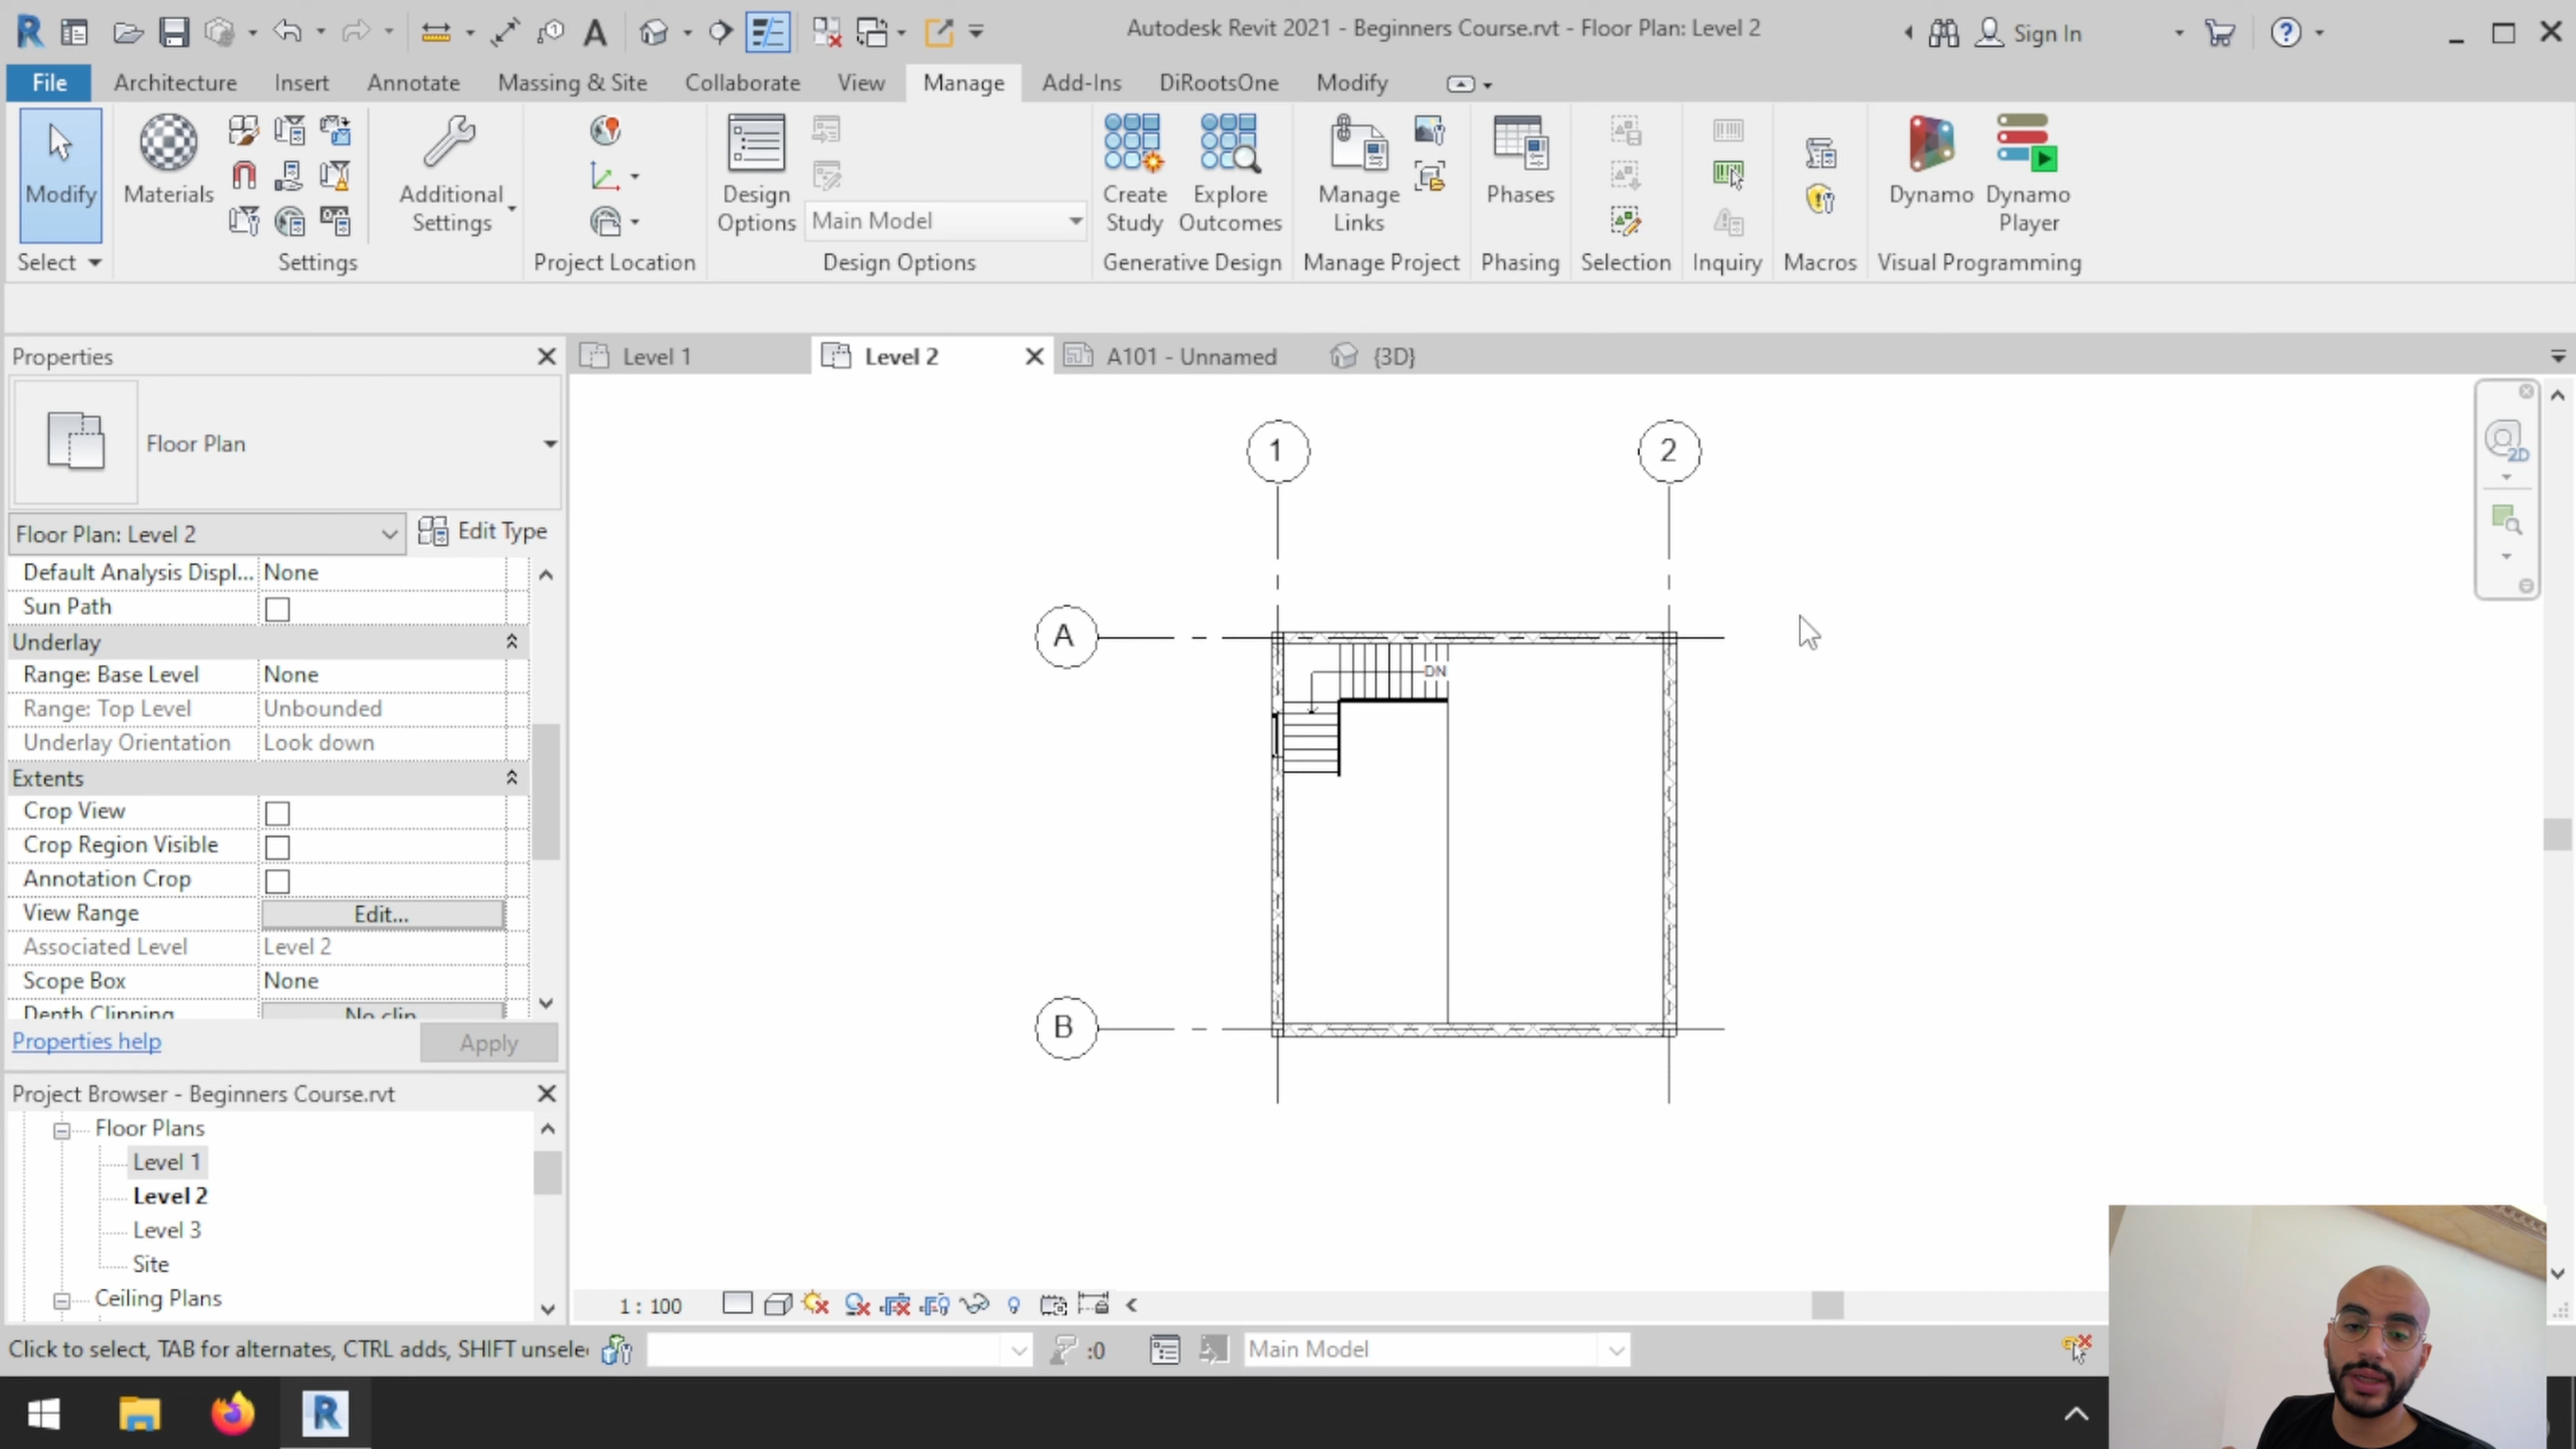 Autodesk Revit 2021 - Beginners Course.rvt - Floor Plan: Level 2
Sign In
File Architecture Insert Annotate Massing & Site Collaborate View Manage Add-Ins DiRootsOne Modify
Modify
Materials
Additional Settings
Design Options
Main Model
Create Study
Explore Outcomes
Manage Links
Phases
Dynamo
Dynamo Player
Select Settings Project Location Design Options Generative Design Manage Project Phasing Selection Inquiry Macros Visual Programming
Properties
Level 1
Level 2
A101 - Unnamed
{3D}
Floor Plan
Floor Plan: Level 2
Edit Type
Default Analysis Displ... None
Sun Path
Underlay
Range: Base Level None
Range: Top Level Unbounded
Underlay Orientation Look down
Extents
Crop View
Crop Region Visible
Annotation Crop
View Range Edit...
Associated Level Level 2
Scope Box None
Depth Clipping No clip
Properties help
Apply
Project Browser - Beginners Course.rvt
Floor Plans
Level 1
Level 2
Level 3
Site
Ceiling Plans
1
2
A
DN
B
2D
1 : 100
Click to select, TAB for alternates, CTRL adds, SHIFT unsele
:0
Main Model